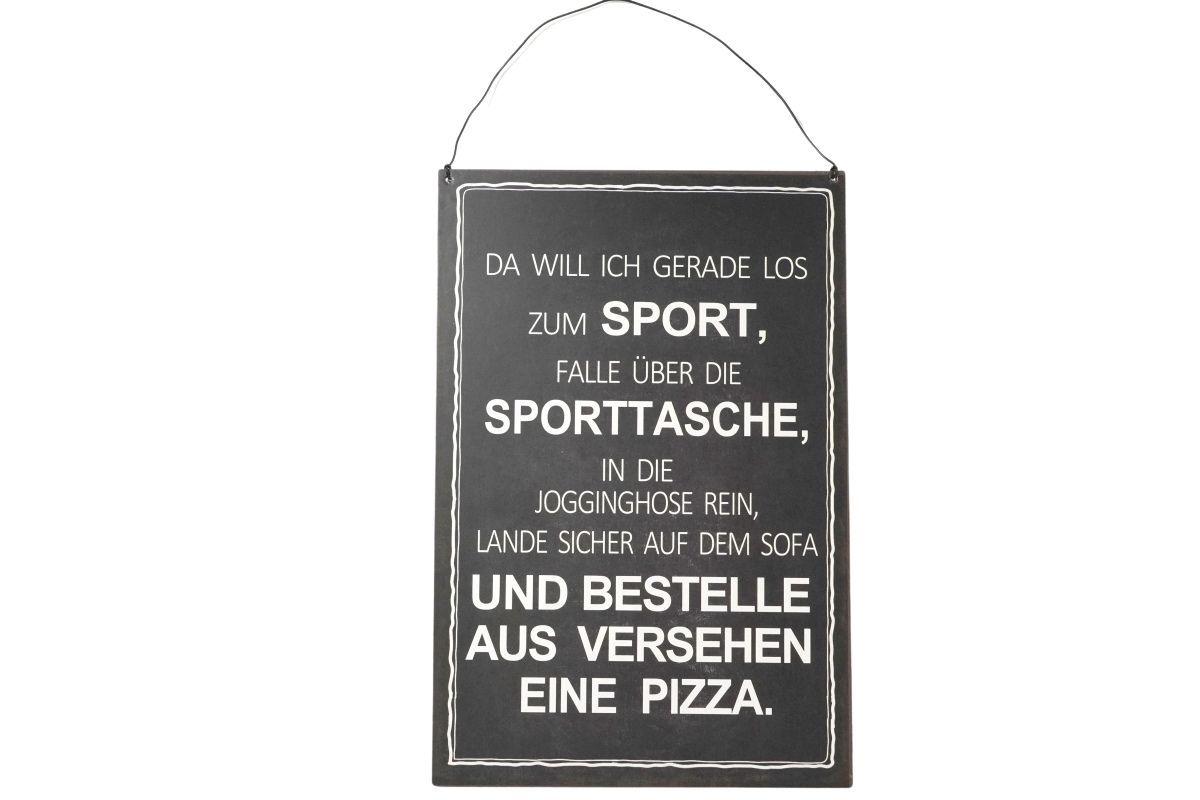 DA WILL ICH GERADE LOS
ZUM SPORT,
FALLE ÜBER DIE
SPORTTASCHE,
IN DIE
JOGGINGHOSE REIN,
LANDE SICHER AUF DEM SOFA
UND BESTELLE
AUS VERSEHEN
EINE PIZZA.